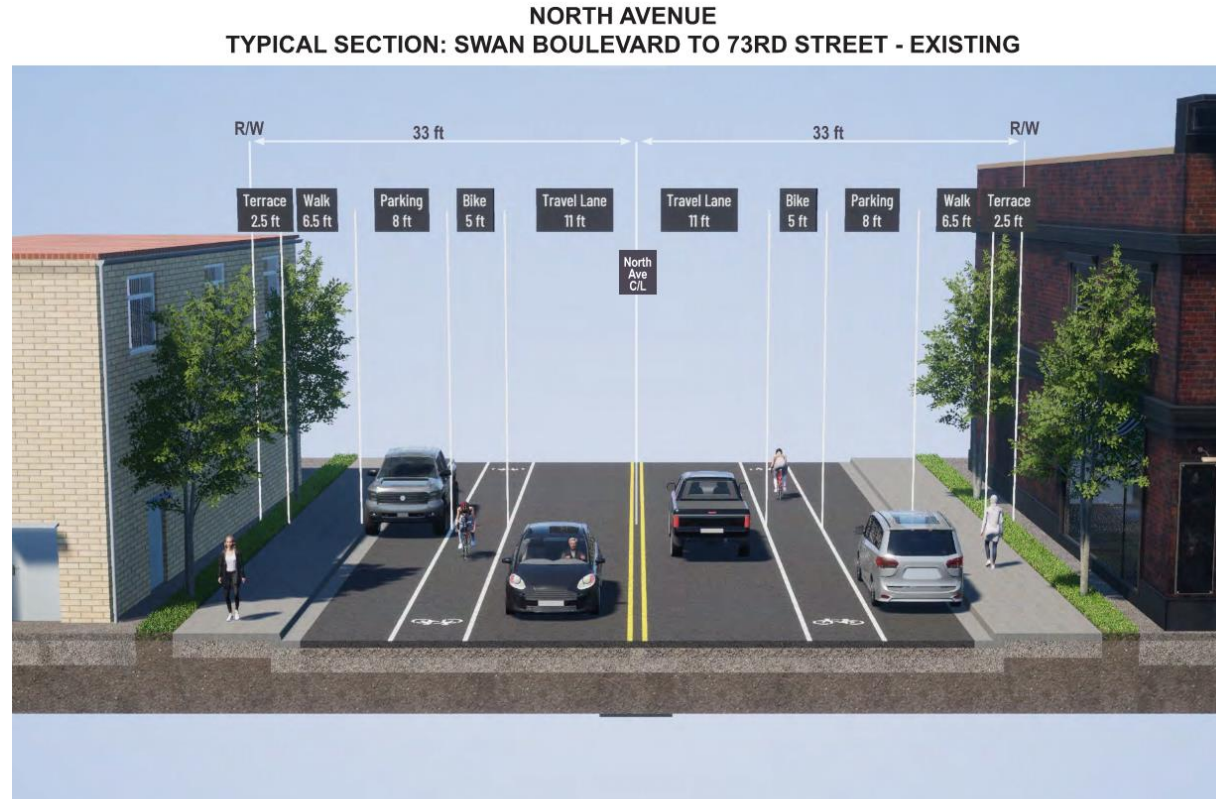 NORTH AVENUE
TYPICAL SECTION: SWAN BOULEVARD TO 73RD STREET - EXISTING
R/W
33 ft
33 ft
R/W
Terrace
2.5 ft
Walk
6.5 ft
Parking
8 ft
Bike
5 ft
Travel Lane
11 ft
Travel Lane
11 ft
Bike
5 ft
Parking
8 ft
Walk
6.5 ft
Terrace
2.5 ft
North
Ave
C/L